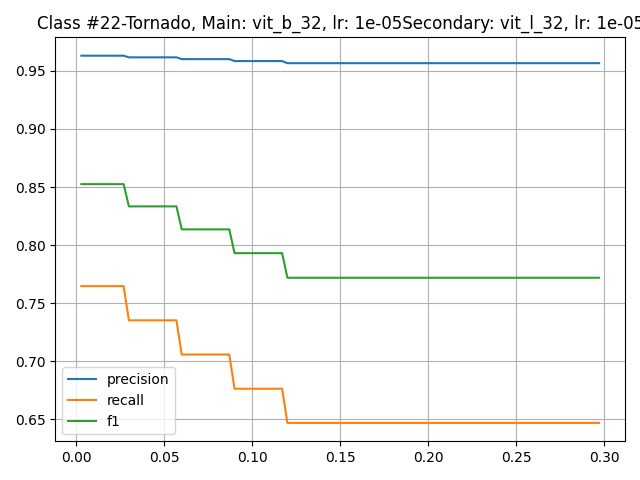 Class #22-Tornado, Main: vit_b_32, lr: 1e-05Secondary: vit_l_32, lr: 1e-05
0.95
0.90
0.85
0.80
0.75
0.70
0.65
precision
recall
f1
0.00 0.05 0.10 0.15 0.20 0.25 0.30